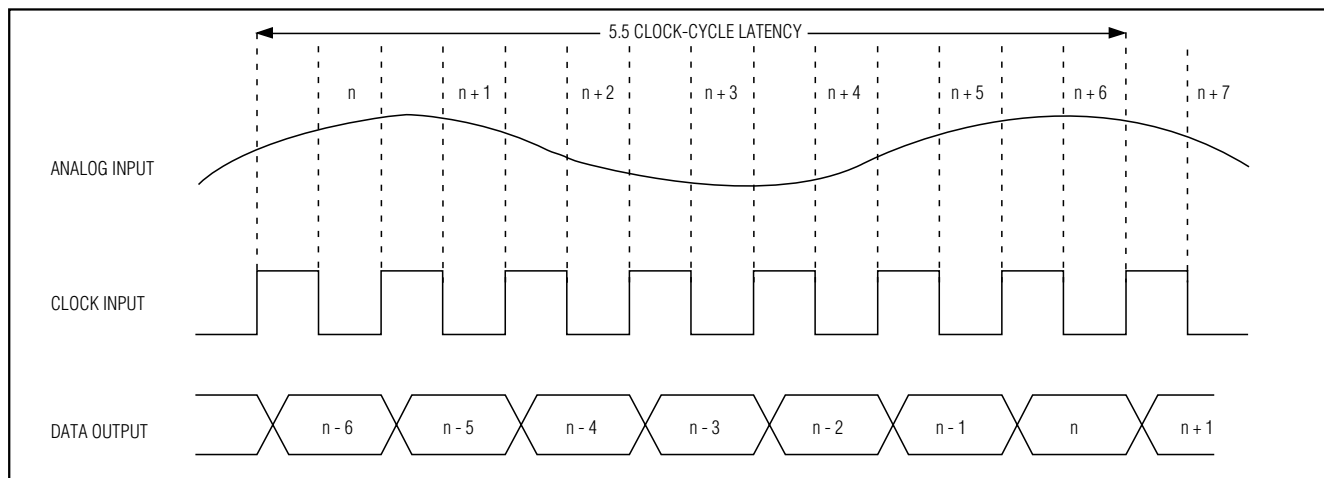 5.5 CLOCK-CYCLE LATENCY
n n + 1 n + 2 n + 3 n + 4 n + 5 n + 6 n + 7
ANALOG INPUT
CLOCK INPUT
DATA OUTPUT n - 6 n - 5 n - 4 n - 3 n - 2 n - 1 n n + 1